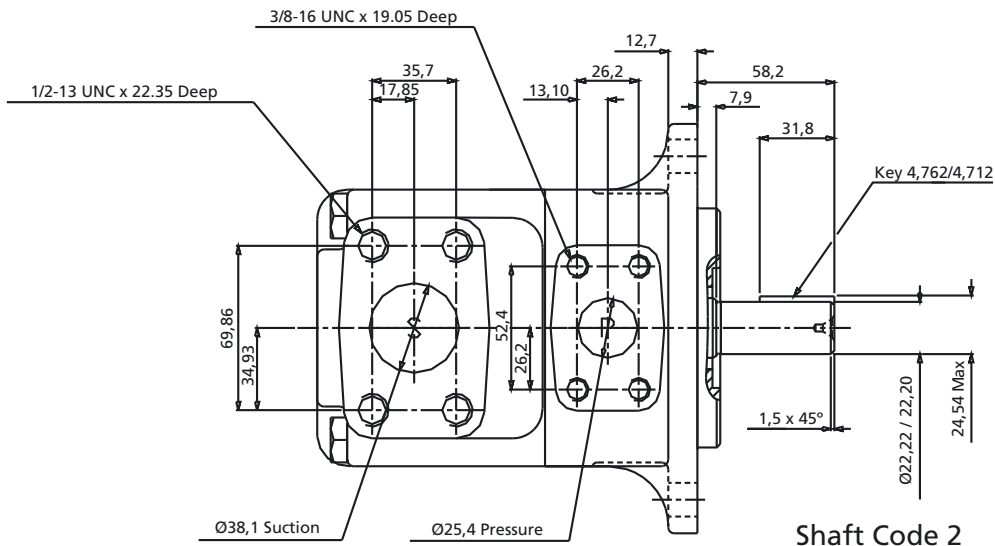 3/8-16 UNC x 19.05 Deep
12,7
58,2
35,7
26,2
1/2-13 UNC x 22.35 Deep
17,85
13,10
7,9
31,8
Key 4,762/4,712
69,86
34,93
52,4
26,2
S
P
1,5 x 45°
Ø22,22 / 22,20
24,54 Max
Ø38,1 Suction
Ø25,4 Pressure
Shaft Code 2